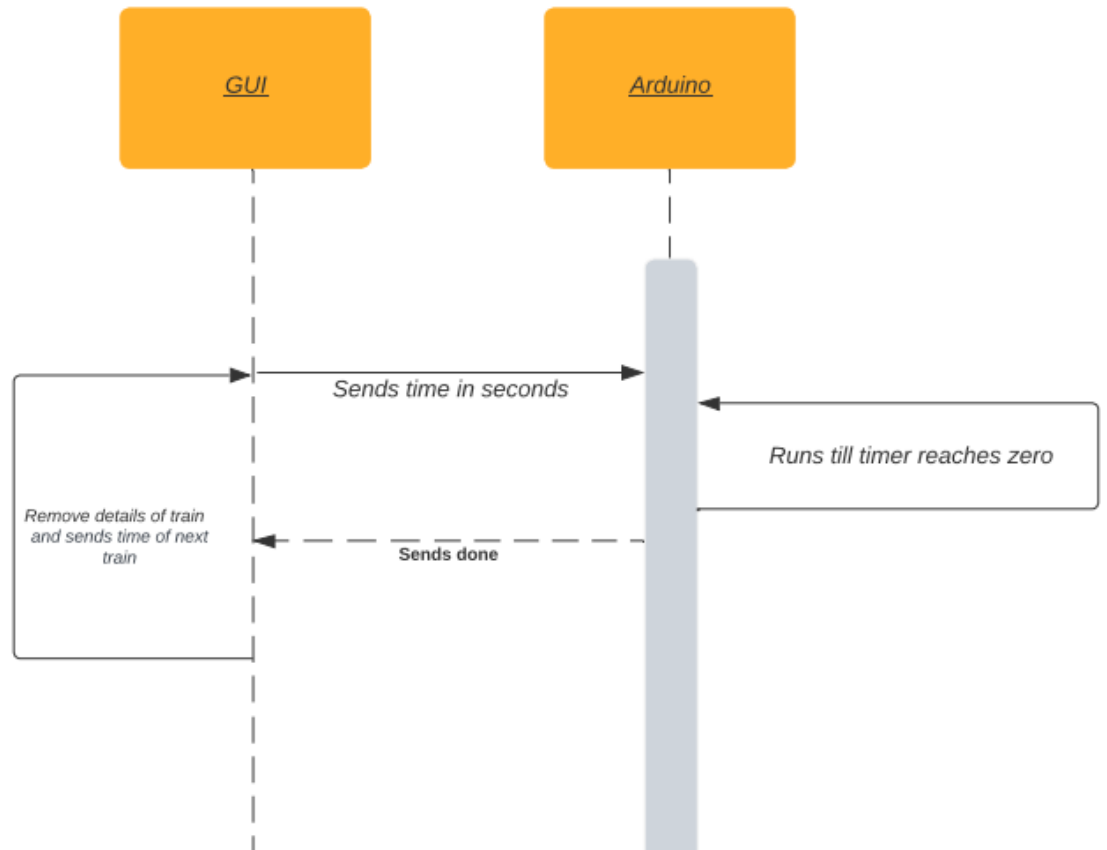 GUI
Arduino
Sends time in seconds
Runs till timer reaches zero
Remove details of train
and sends time of next
train
Sends done